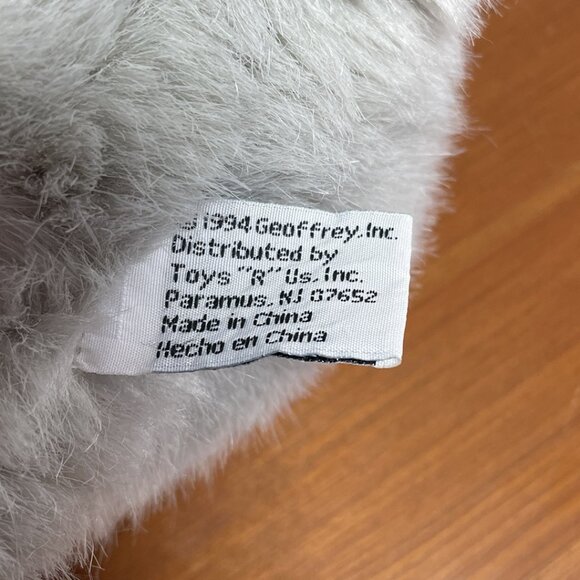 © 1994 Geoffrey, Inc.
Distributed by
Toys "R" Us, Inc.
Paramus, NJ 07652
Made in China
Hecho en China